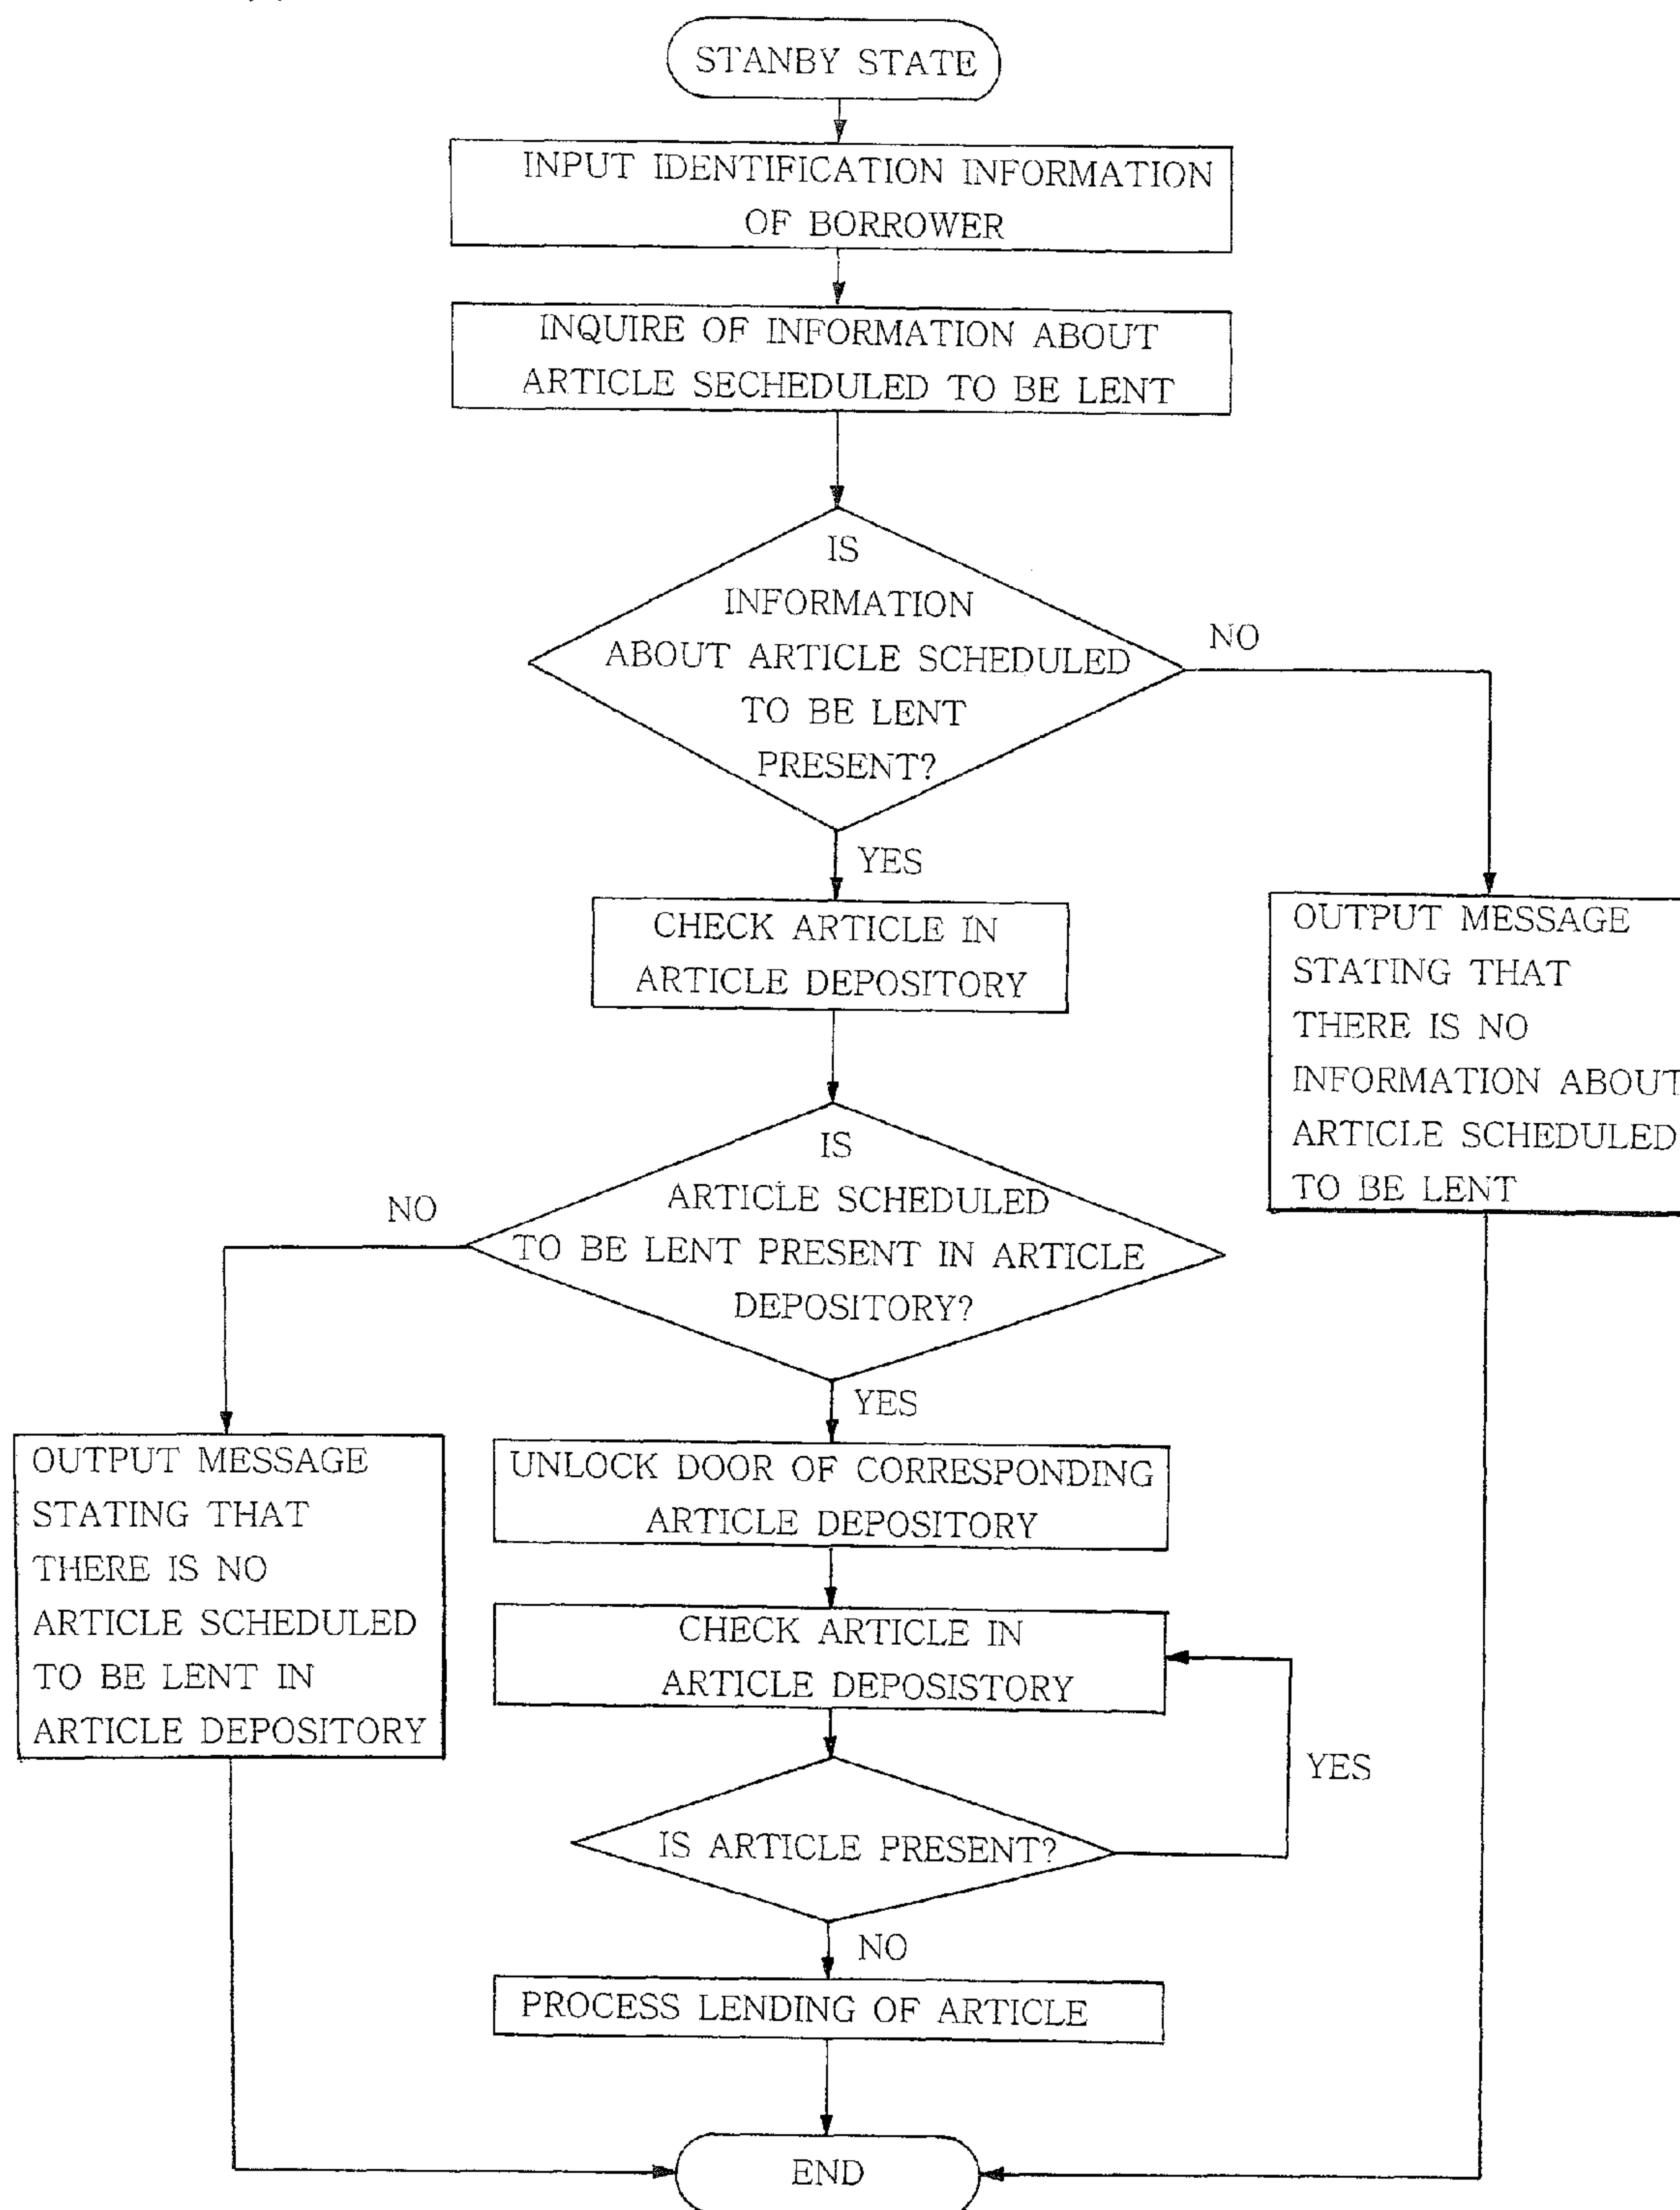 STANBY STATE
INPUT IDENTIFICATION INFORMATION
OF BORROWER
INQUIRE OF INFORMATION ABOUT
ARTICLE SECHEDULED TO BE LENT
IS
INFORMATION
ABOUT ARTICLE SCHEDULED
TO BE LENT
PRESENT?
NO
YES
CHECK ARTICLE IN
ARTICLE DEPOSITORY
OUTPUT MESSAGE
STATING THAT
THERE IS NO
INFORMATION ABOUT
ARTICLE SCHEDULED
TO BE LENT
IS
ARTICLE SCHEDULED
TO BE LENT PRESENT IN ARTICLE
DEPOSITORY?
NO
YES
OUTPUT MESSAGE
STATING THAT
THERE IS NO
ARTICLE SCHEDULED
TO BE LENT IN
ARTICLE DEPOSITORY
UNLOCK DOOR OF CORRESPONDING
ARTICLE DEPOSITORY
CHECK ARTICLE IN
ARTICLE DEPOSISTORY
YES
IS ARTICLE PRESENT?
NO
PROCESS LENDING OF ARTICLE
END